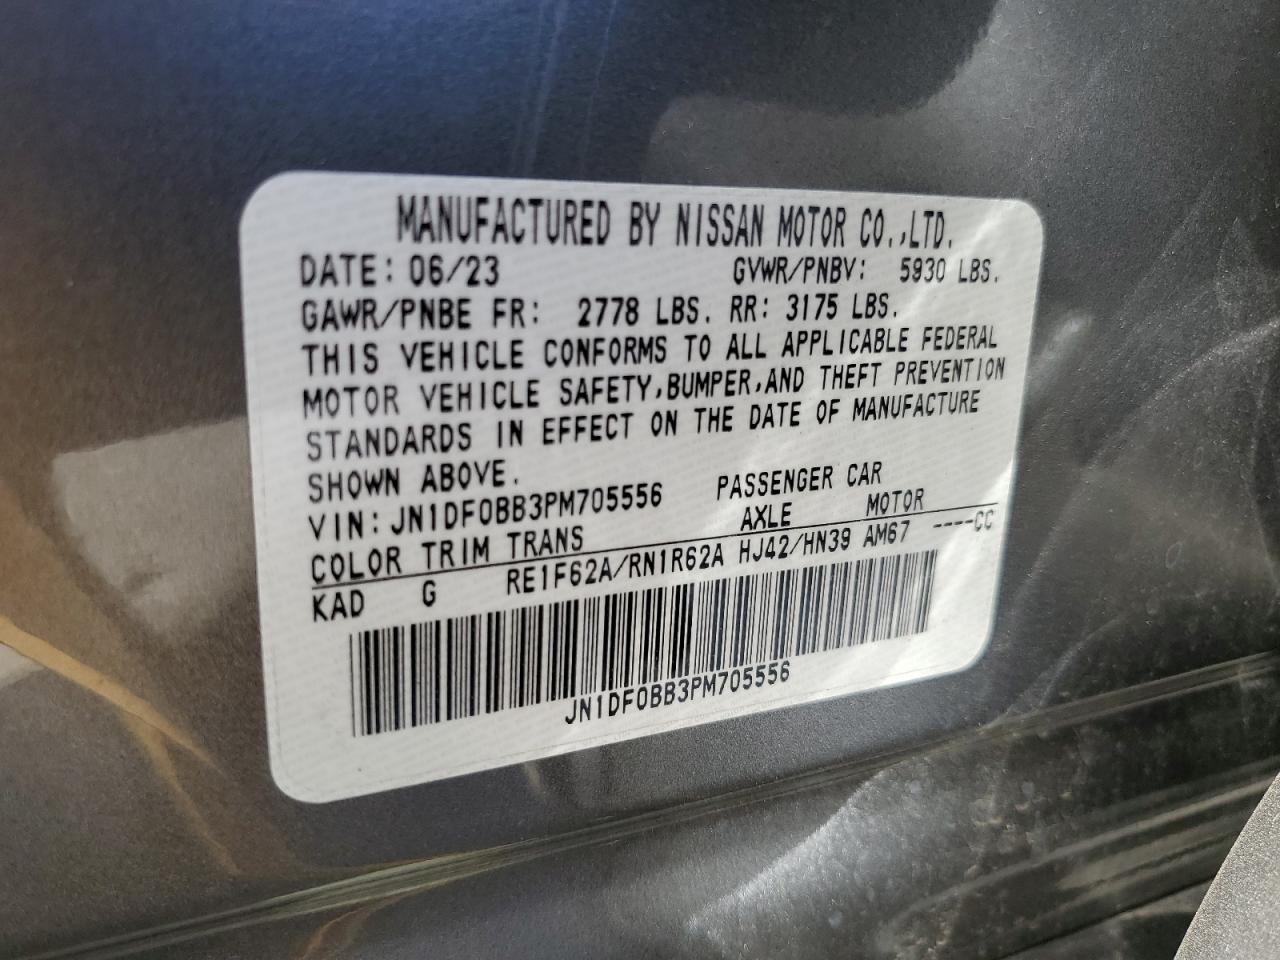 MANUFACTURED BY NISSAN MOTOR CO.,LTD.
DATE: 06/23 GVWR/PNBV: 5930 LBS.
GAWR/PNBE FR: 2778 LBS. RR: 3175 LBS.
THIS VEHICLE CONFORMS TO ALL APPLICABLE FEDERAL
MOTOR VEHICLE SAFETY,BUMPER,AND THEFT PREVENTION
STANDARDS IN EFFECT ON THE DATE OF MANUFACTURE
SHOWN ABOVE.
VIN: JN1DF0BB3PM705556 PASSENGER CAR
COLOR TRIM TRANS AXLE MOTOR
KAD G RE1F62A/RN1R62A HJ42/HN39 AM67 ----CC
JN1DF0BB3PM705556